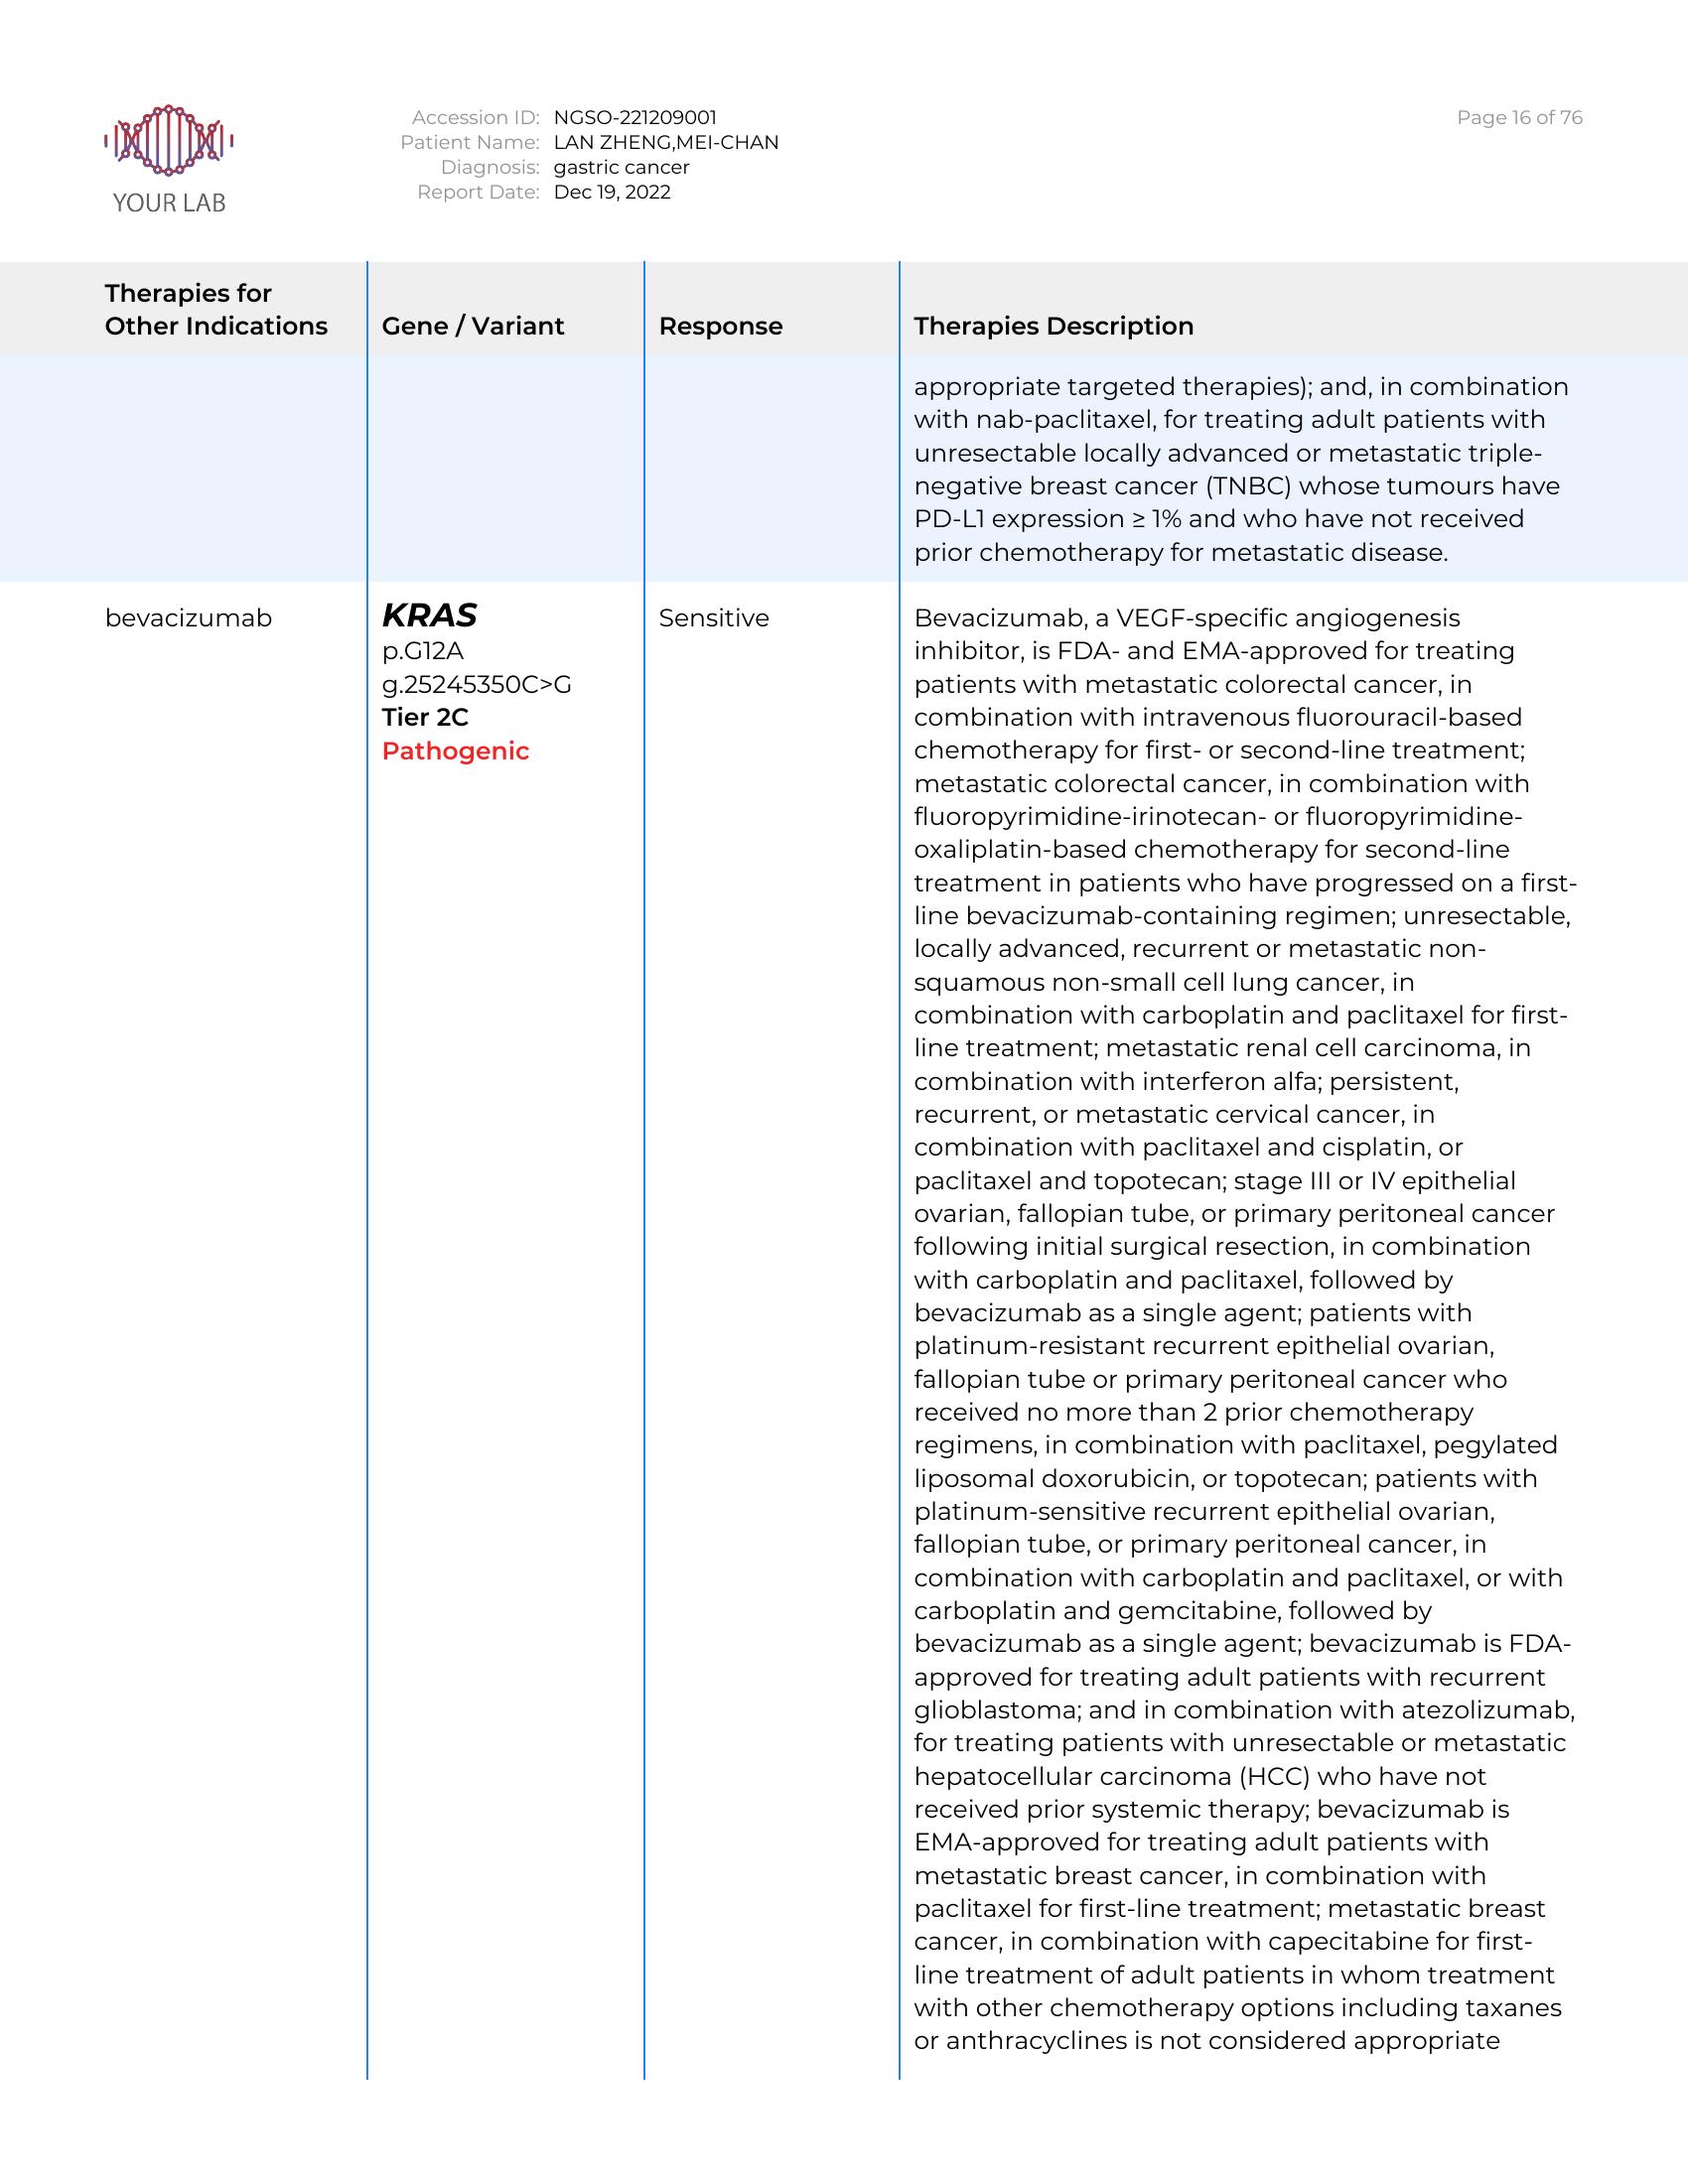 YOUR LAB
Accession ID: NGSO-221209001
Patient Name: LAN ZHENG,MEI-CHAN
Diagnosis: gastric cancer
Report Date: Dec 19, 2022
Page 16 of 76
Therapies for
Other Indications
Gene / Variant
Response
Therapies Description
appropriate targeted therapies); and, in combination
with nab-paclitaxel, for treating adult patients with
unresectable locally advanced or metastatic triple-
negative breast cancer (TNBC) whose tumours have
PD-L1 expression ≥ 1% and who have not received
prior chemotherapy for metastatic disease.
bevacizumab
KRAS
p.G12A
g.25245350C>G
Tier 2C
Pathogenic
Sensitive
Bevacizumab, a VEGF-specific angiogenesis
inhibitor, is FDA- and EMA-approved for treating
patients with metastatic colorectal cancer, in
combination with intravenous fluorouracil-based
chemotherapy for first- or second-line treatment;
metastatic colorectal cancer, in combination with
fluoropyrimidine-irinotecan- or fluoropyrimidine-
oxaliplatin-based chemotherapy for second-line
treatment in patients who have progressed on a first-
line bevacizumab-containing regimen; unresectable,
locally advanced, recurrent or metastatic non-
squamous non-small cell lung cancer, in
combination with carboplatin and paclitaxel for first-
line treatment; metastatic renal cell carcinoma, in
combination with interferon alfa; persistent,
recurrent, or metastatic cervical cancer, in
combination with paclitaxel and cisplatin, or
paclitaxel and topotecan; stage III or IV epithelial
ovarian, fallopian tube, or primary peritoneal cancer
following initial surgical resection, in combination
with carboplatin and paclitaxel, followed by
bevacizumab as a single agent; patients with
platinum-resistant recurrent epithelial ovarian,
fallopian tube or primary peritoneal cancer who
received no more than 2 prior chemotherapy
regimens, in combination with paclitaxel, pegylated
liposomal doxorubicin, or topotecan; patients with
platinum-sensitive recurrent epithelial ovarian,
fallopian tube, or primary peritoneal cancer, in
combination with carboplatin and paclitaxel, or with
carboplatin and gemcitabine, followed by
bevacizumab as a single agent; bevacizumab is FDA-
approved for treating adult patients with recurrent
glioblastoma; and in combination with atezolizumab,
for treating patients with unresectable or metastatic
hepatocellular carcinoma (HCC) who have not
received prior systemic therapy; bevacizumab is
EMA-approved for treating adult patients with
metastatic breast cancer, in combination with
paclitaxel for first-line treatment; metastatic breast
cancer, in combination with capecitabine for first-
line treatment of adult patients in whom treatment
with other chemotherapy options including taxanes
or anthracyclines is not considered appropriate